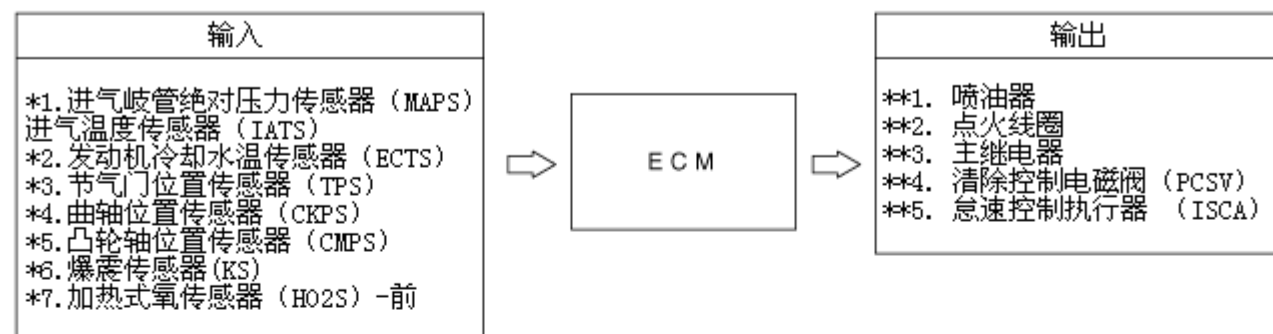 输入
*1.进气岐管绝对压力传感器（MAPS）
进气温度传感器（IATS）
*2.发动机冷却水温传感器（ECTS）
*3.节气门位置传感器（TPS）
*4.曲轴位置传感器（CKPS）
*5.凸轮轴位置传感器（CMPS）
*6.爆震传感器(KS)
*7.加热式氧传感器（HO2S）-前
ECM
输出
**1. 喷油器
**2. 点火线圈
**3. 主继电器
**4. 清除控制电磁阀（PCSV）
**5. 怠速控制执行器 （ISCA）